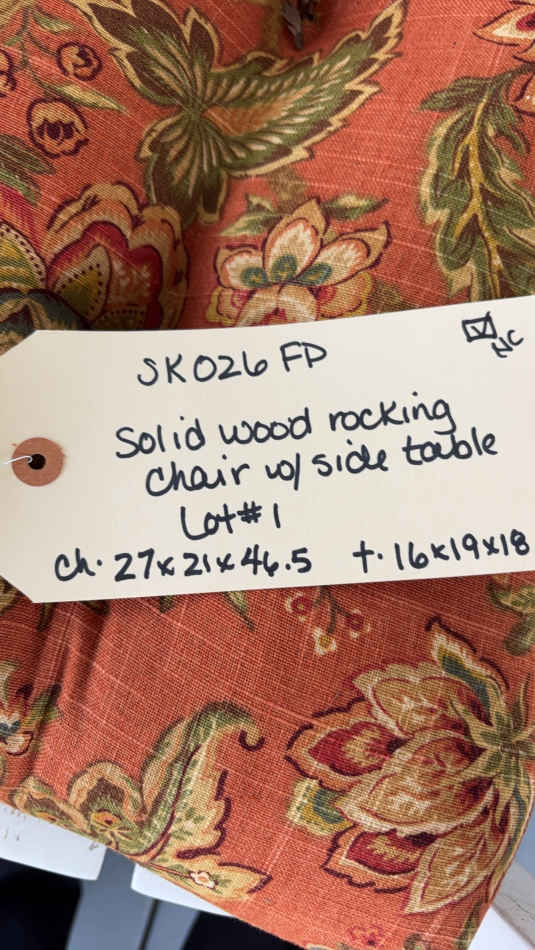 NC
SK026 FP
Solid wood rocking
chair w/ side table
Lot# 1
ch. 27x21x46.5 t. 16x19x18